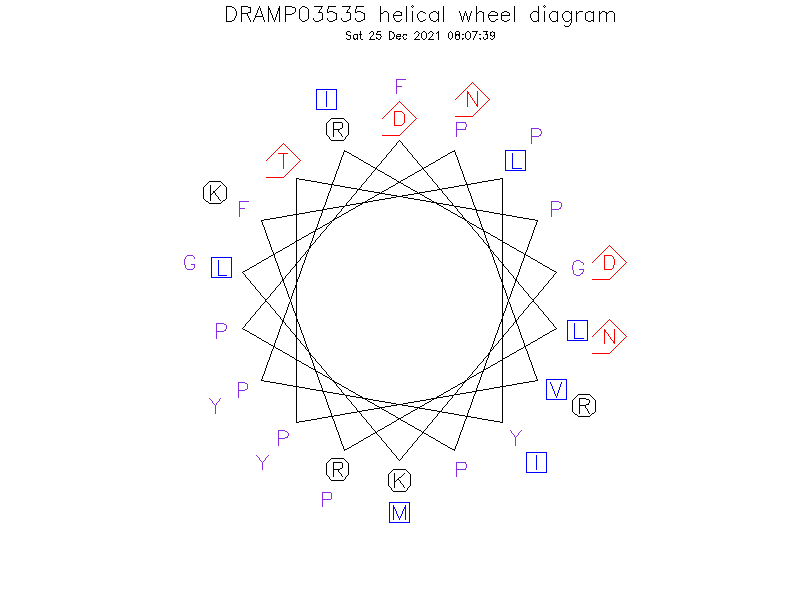 DRAMP03535 helical wheel diagram
Sat 25 Dec 2021 08:07:39
F
I D N
R P P
T L
K F P
G L G D
P L N
P V R
Y P Y
Y R P I
P K
M